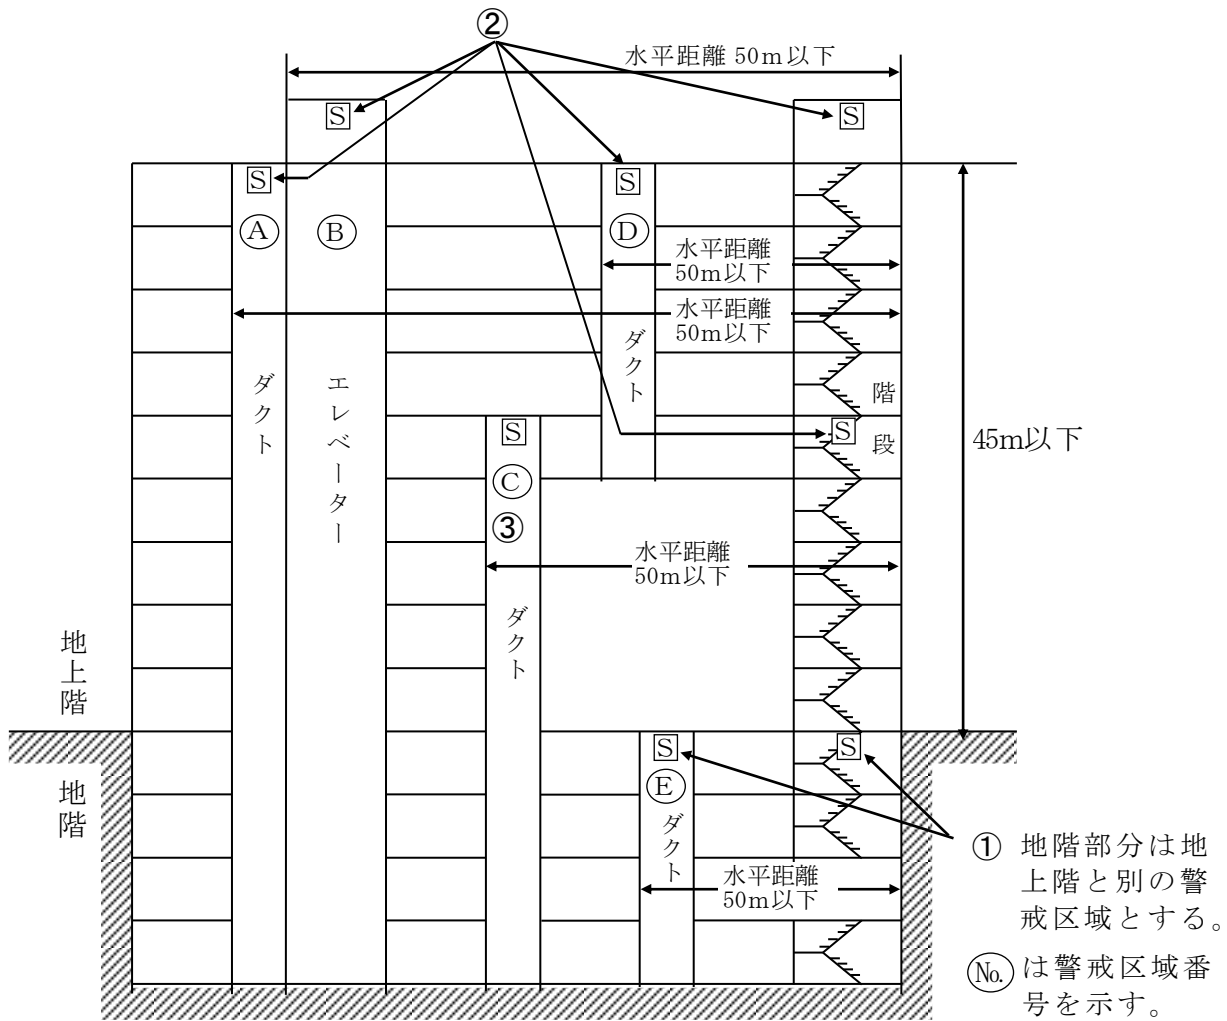 ②
水平距離 50m以下
S
S
S
S
Ⓐ
Ⓑ
Ⓓ
水平距離
50m以下
水平距離
50m以下
ダクト
エレベーター
ダクト
階段
S
S
Ⓒ
③
45m以下
水平距離
50m以下
ダクト
地上階
地階
S
S
Ⓔ
ダクト
水平距離
50m以下
① 地階部分は地
上階と別の警
戒区域とする。
№ は警戒区域番
号を示す。